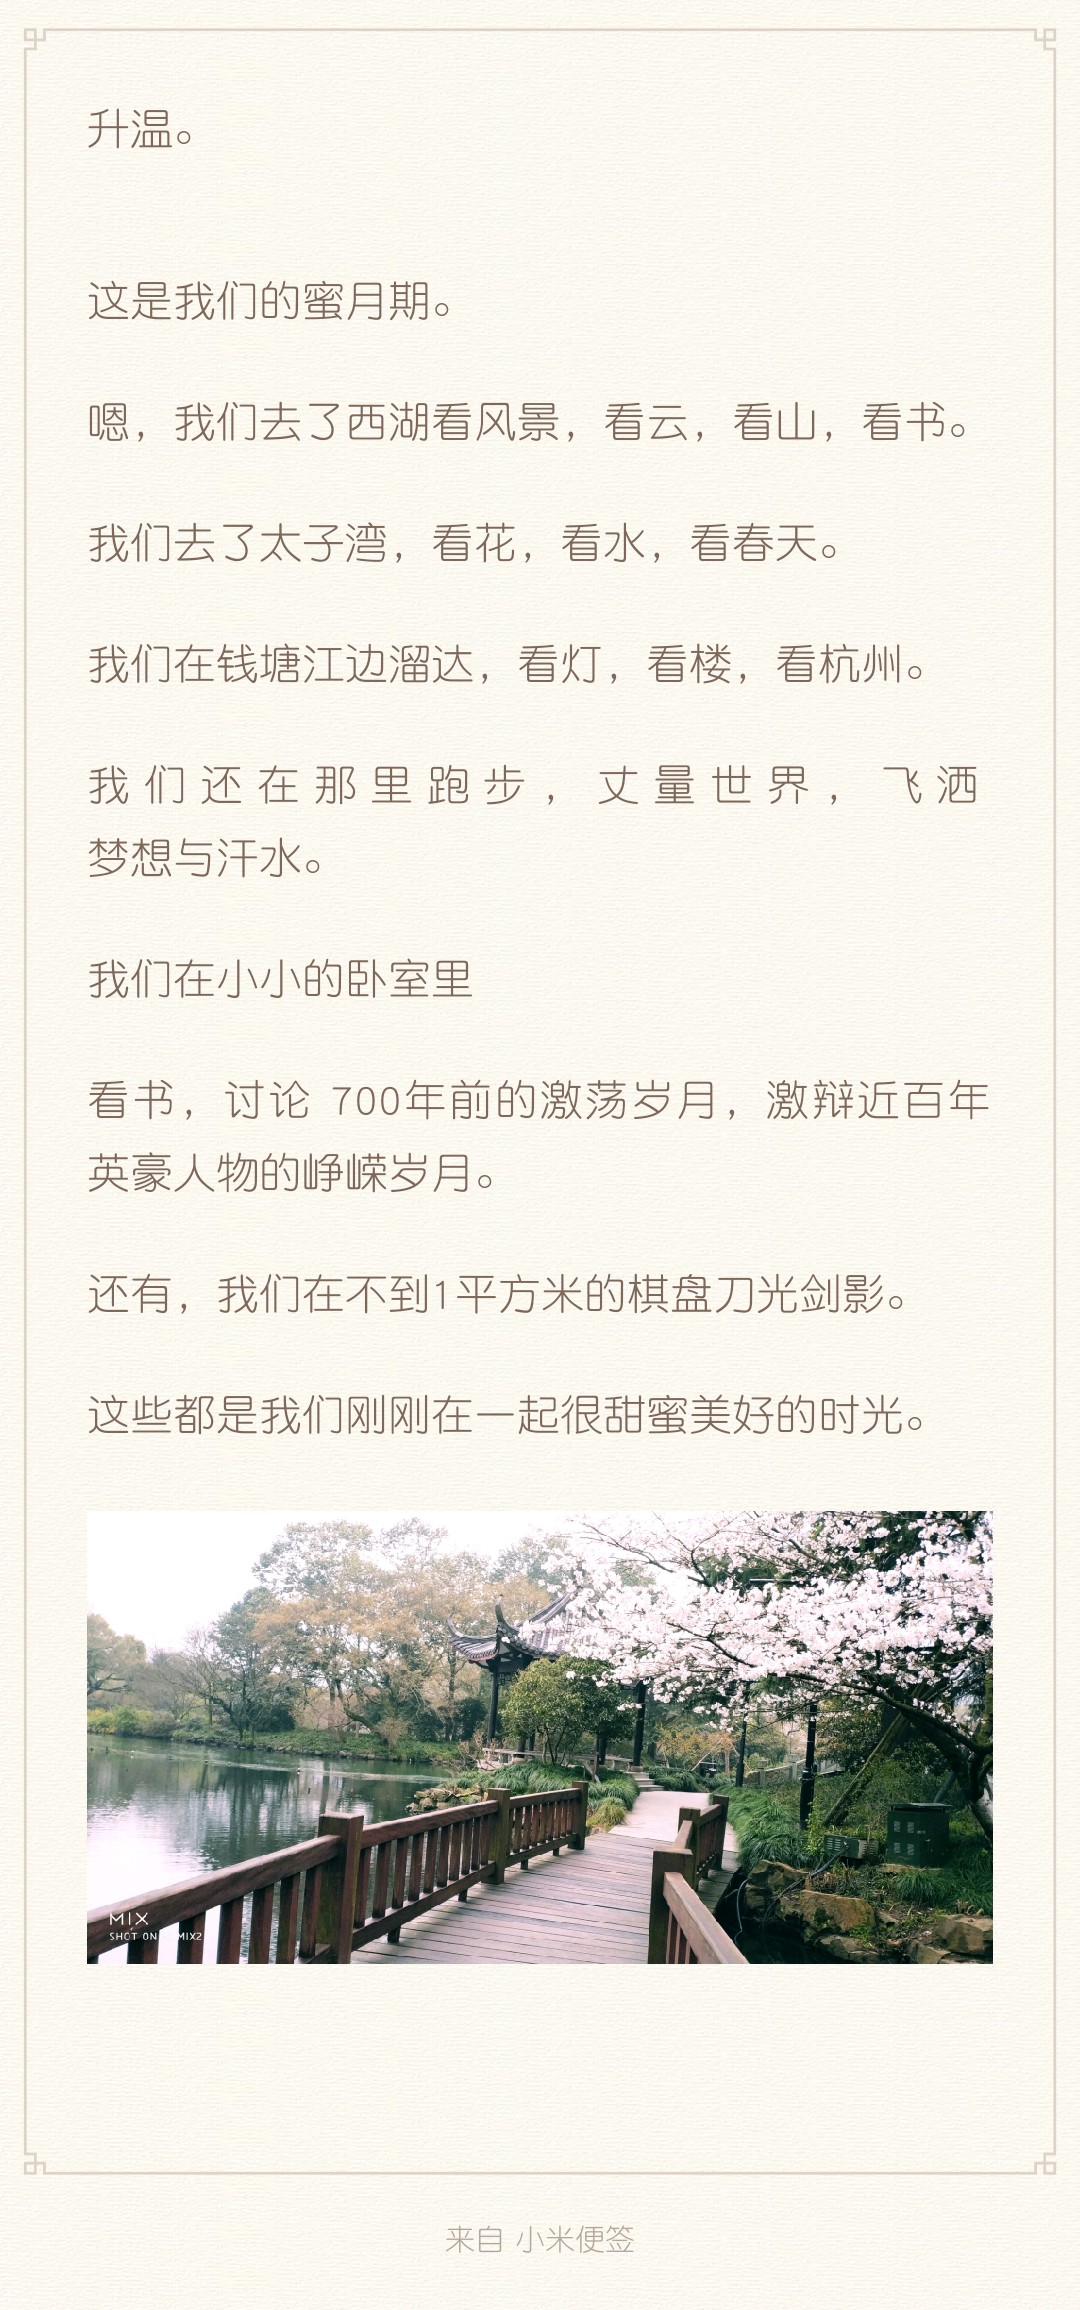 升温。
这是我们的蜜月期。
嗯，我们去了西湖看风景，看云，看山，看书。
我们去了太子湾，看花，看水，看春天。
我们在钱塘江边溜达，看灯，看楼，看杭州。
我们还在那里跑步，丈量世界，飞洒
梦想与汗水。
我们在小小的卧室里
看书，讨论 700年前的激荡岁月，激辩近百年
英豪人物的峥嵘岁月。
还有，我们在不到1平方米的棋盘刀光剑影。
这些都是我们刚刚在一起很甜蜜美好的时光。
MIX
SHOT ON MIX2
来自 小米便签